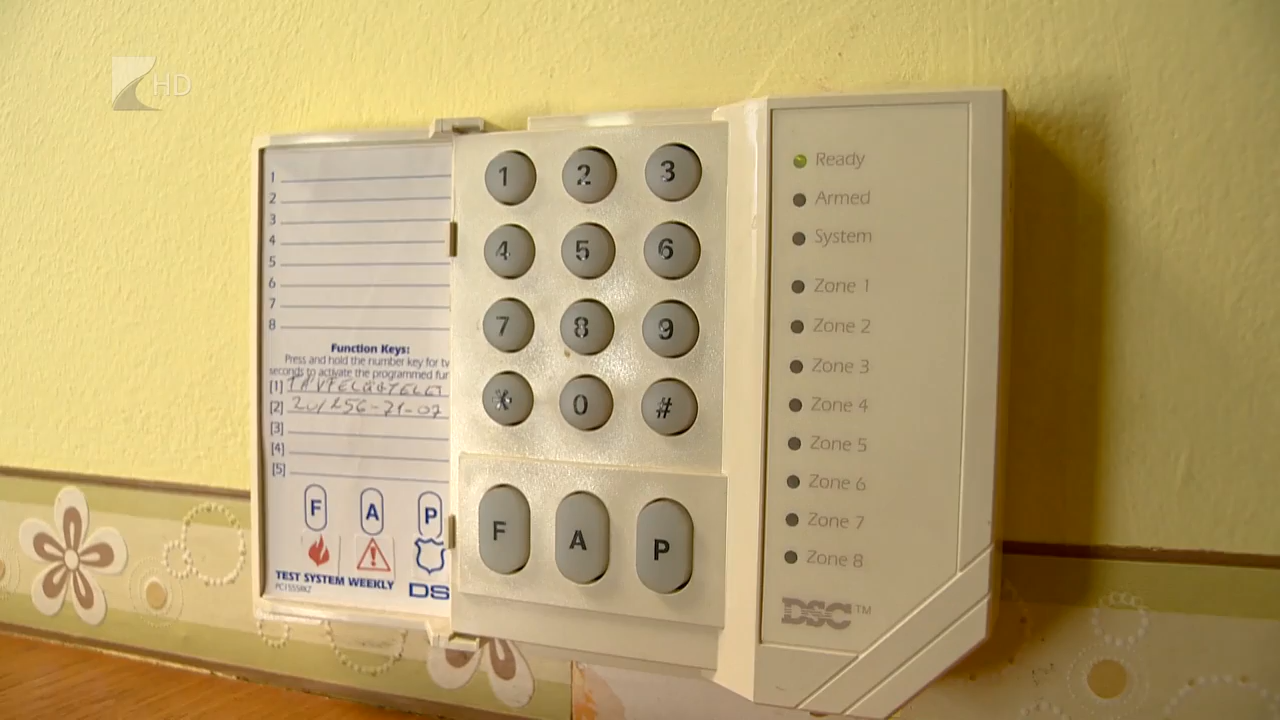 HD
1
2
3
4
5
6
7
8
Function Keys:
Press and hold the number key for tw
seconds to activate the programmed fun
[1] TÁVFELÜGYELET
[2] 20/256-71-07
[3]
[4]
[5]
F A P
TEST SYSTEM WEEKLY
PC1555RKZ
DS
1 2 3
4 5 6
7 8 9
* 0 #
F A P
Ready
Armed
System
Zone 1
Zone 2
Zone 3
Zone 4
Zone 5
Zone 6
Zone 7
Zone 8
DSC™